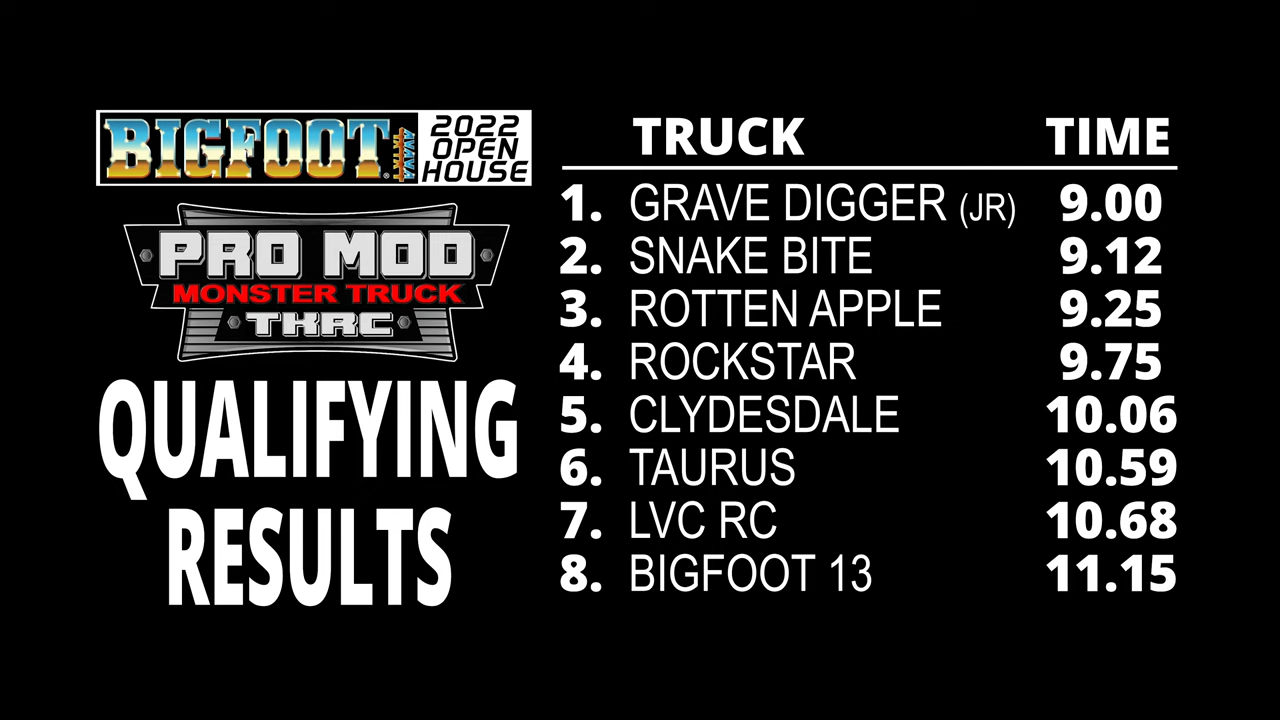 BIGFOOT 4X4X4
2022
OPEN
HOUSE
PRO MOD
MONSTER TRUCK
TKRC
QUALIFYING
RESULTS
TRUCK TIME
1. GRAVE DIGGER (JR) 9.00
2. SNAKE BITE 9.12
3. ROTTEN APPLE 9.25
4. ROCKSTAR 9.75
5. CLYDESDALE 10.06
6. TAURUS 10.59
7. LVC RC 10.68
8. BIGFOOT 13 11.15